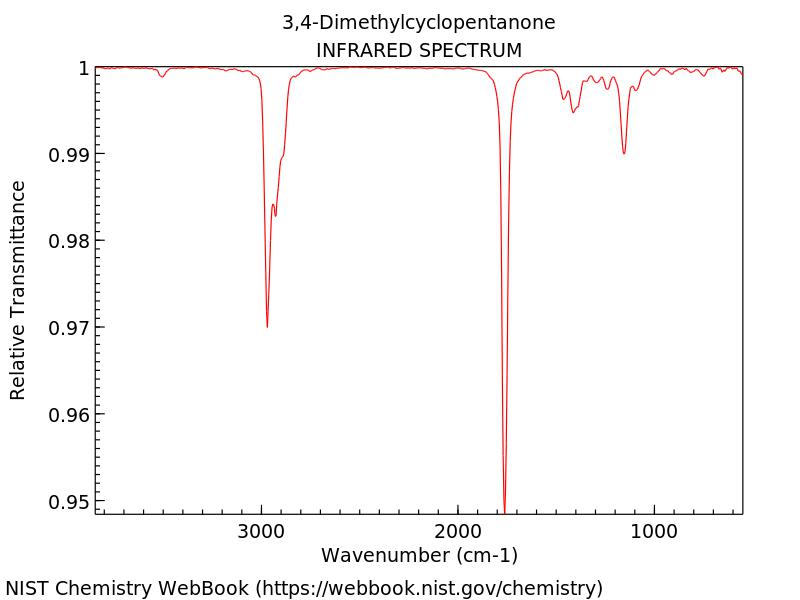 3,4-Dimethylcyclopentanone
INFRARED SPECTRUM
1
0.99
0.98
0.97
0.96
0.95
Relative Transmittance
3000 2000 1000
Wavenumber (cm-1)
NIST Chemistry WebBook (https://webbook.nist.gov/chemistry)